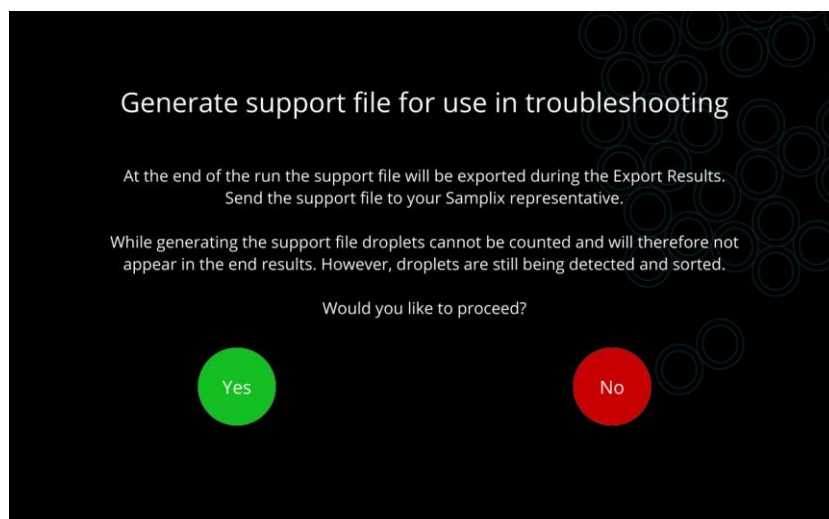 Generate support file for use in troubleshooting
At the end of the run the support file will be exported during the Export Results.
Send the support file to your Samplix representative.
While generating the support file droplets cannot be counted and will therefore not
appear in the end results. However, droplets are still being detected and sorted.
Would you like to proceed?
Yes
No